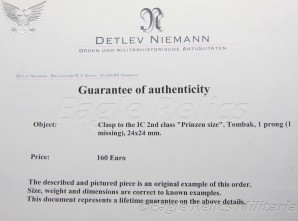 DETLEV NIEMANN
ORDEN UND MILITÄRHISTORISCHE ANTIQUITÄTEN
Guarantee of authenticity
Object: Clasp to the IC 2nd class "Prinzen size". Tombak, 1 prong (1
missing), 24x24 mm.
Price: 160 Euro
The described and pictured piece is an original example of this order.
Size, weight and dimensions are correct to known examples.
This document represents a lifetime guarantee on the above details.
Eagle Relics